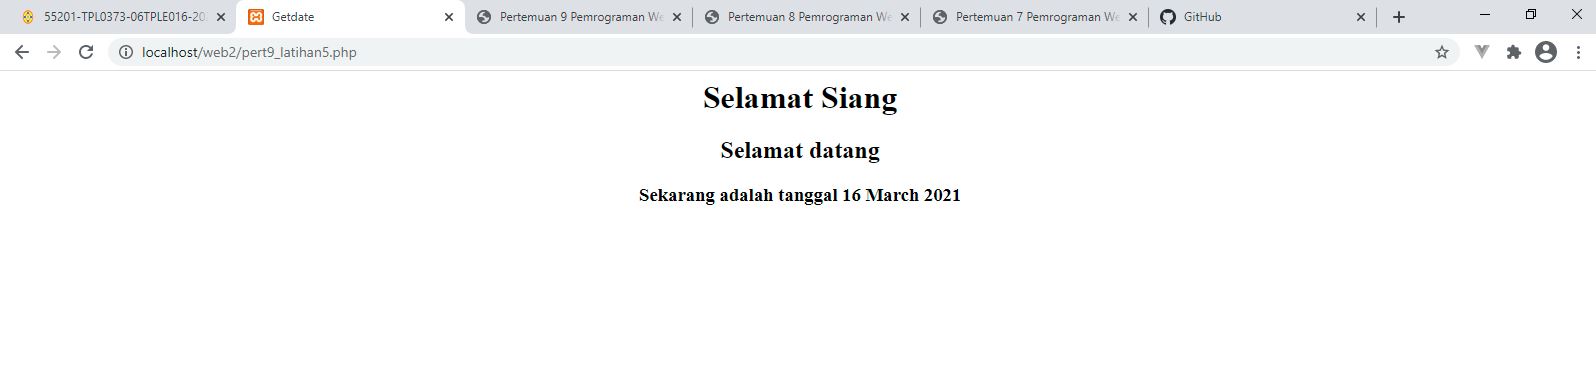 55201-TPL0373-06TPLE016-20
Getdate
Pertemuan 9 Pemrograman We
Pertemuan 8 Pemrograman We
Pertemuan 7 Pemrograman We
GitHub
localhost/web2/pert9_latihan5.php
Selamat Siang
Selamat datang
Sekarang adalah tanggal 16 March 2021